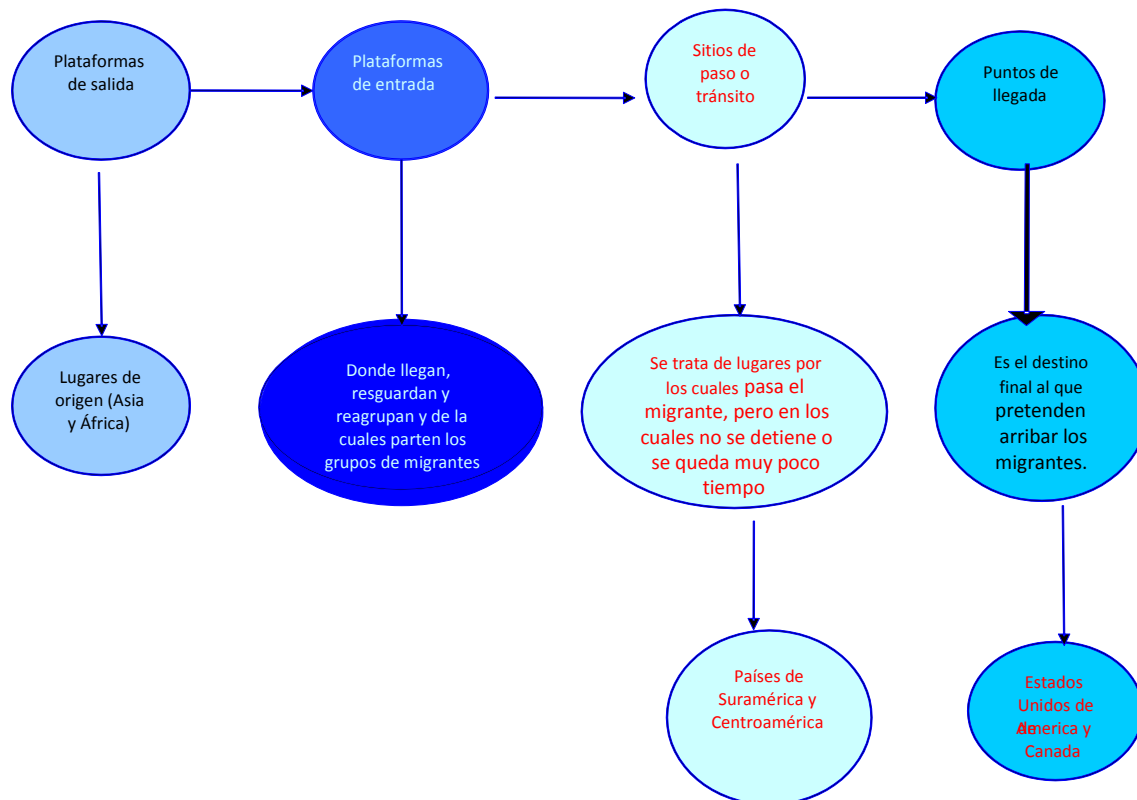 Plataformas
de salida
Plataformas
de entrada
Sitios de
paso o
tránsito
Puntos de
llegada
Lugares de
origen (Asia
y África)
Donde llegan,
resguardan y
reagrupan y de la
cuales parten los
grupos de migrantes
Se trata de lugares por
los cuales pasa el
migrante, pero en los
cuales no se detiene o
se queda muy poco
tiempo
Es el destino
final al que
pretenden
arribar los
migrantes.
Países de
Suramérica y
Centroamérica
Estados
Unidos de
America y
Canada